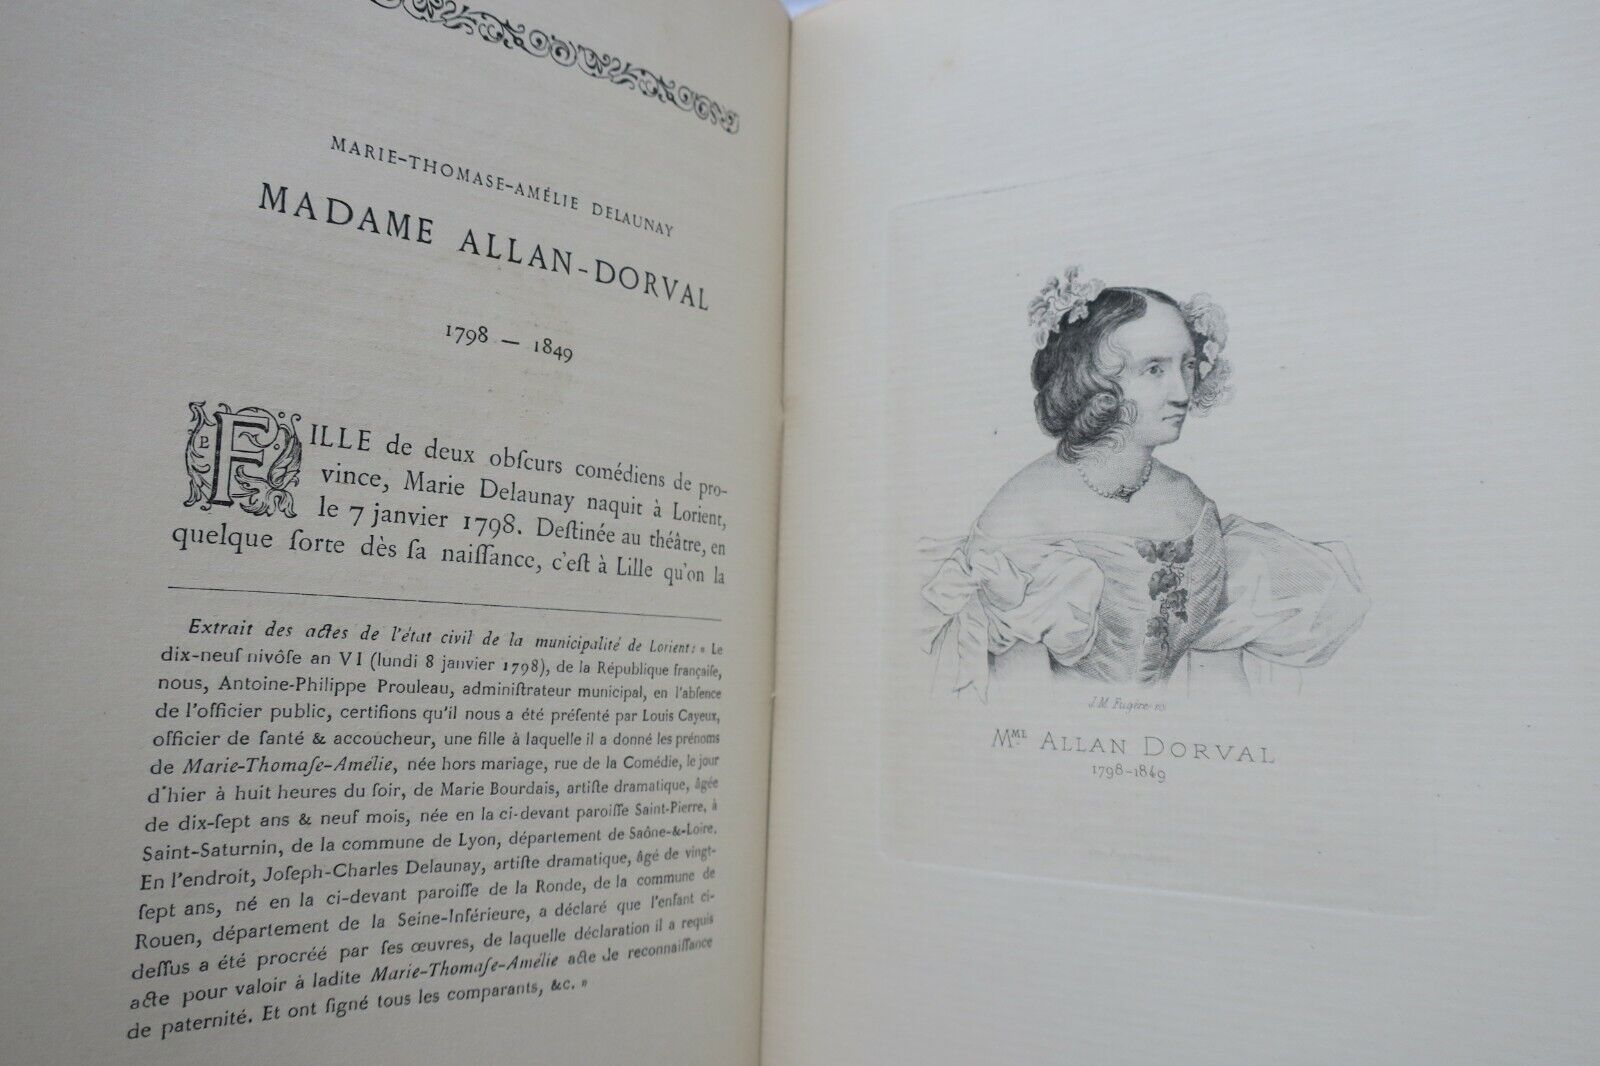 MARIE-THOMASE-AMÉLIE DELAUNAY
MADAME ALLAN-DORVAL
1798 — 1849
FILLE de deux obſcurs comédiens de pro-
vince, Marie Delaunay naquit à Lorient,
le 7 janvier 1798. Deſtinée au théâtre, en
quelque ſorte dès ſa naiſſance, c'eſt à Lille qu'on la
Extrait des actes de l'état civil de la municipalité de Lorient: « Le
dix-neuf nivôſe an VI (lundi 8 janvier 1798), de la République françaiſe,
nous, Antoine-Philippe Prouleau, adminiſtrateur municipal, en l'abſence
de l'officier public, certifions qu'il nous a été préſenté par Louis Cayeux,
officier de ſanté & accoucheur, une fille à laquelle il a donné les prénoms
de Marie-Thomaſe-Amélie, née hors mariage, rue de la Comédie, le jour
d'hier à huit heures du ſoir, de Marie Bourdais, artiſte dramatique, âgée
de dix-ſept ans & neuf mois, née en la ci-devant paroiſſe Saint-Pierre, à
Saint-Saturnin, de la commune de Lyon, département de Saône-&-Loire.
En l'endroit, Joſeph-Charles Delaunay, artiſte dramatique, âgé de vingt-
ſept ans, né en la ci-devant paroiſſe de la Ronde, de la commune de
Rouen, département de la Seine-Inférieure, a déclaré que l'enfant ci-
deſſus a été procréé par ſes œuvres, de laquelle déclaration il a requis
acte pour valoir à ladite Marie-Thomaſe-Amélie acte de reconnaiſſance
de paternité. Et ont ſigné tous les comparants, &c. »
J. M. Fugère sc.
MME ALLAN DORVAL
1798-1849